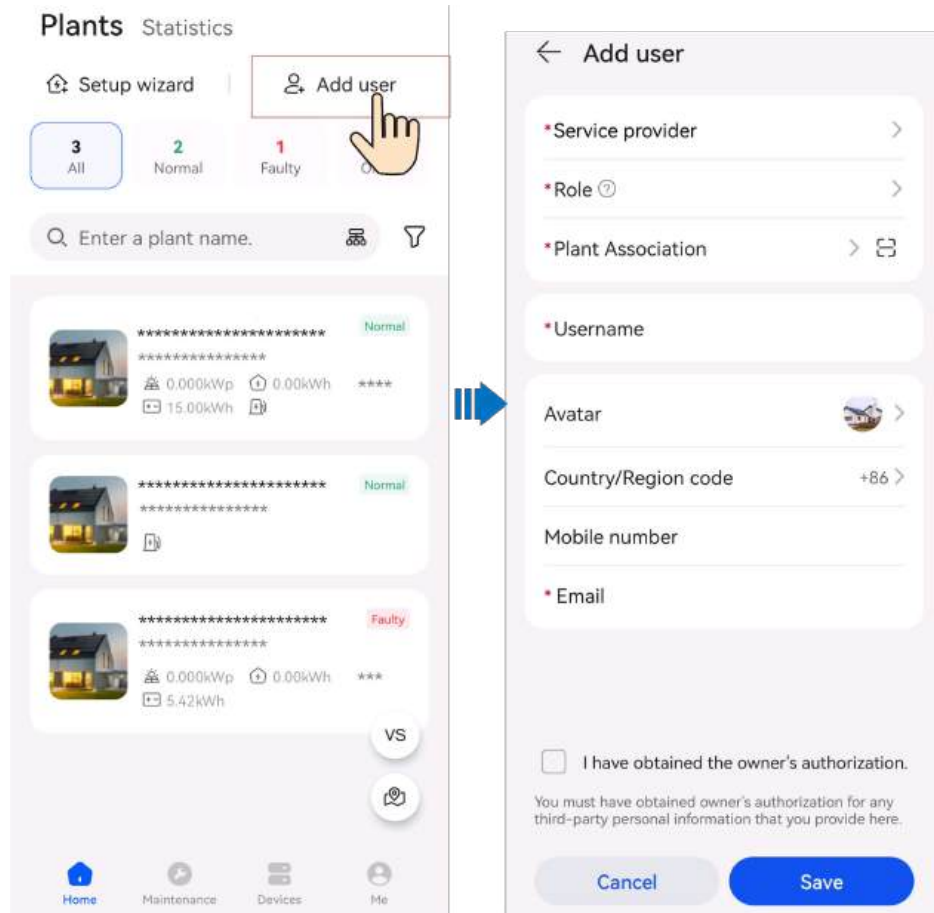 Plants Statistics
Setup wizard
Add user
3
All
2
Normal
1
Faulty
Enter a plant name.
**********************
Normal
***************
0.000kWp 0.00kWh ****
15.00kWh
**********************
Normal
***************
**********************
Faulty
***************
0.000kWp 0.00kWh ***
5.42kWh
VS
Home
Maintenance
Devices
Me
Add user
*Service provider
*Role ?
*Plant Association
*Username
Avatar
Country/Region code +86
Mobile number
* Email
I have obtained the owner's authorization.
You must have obtained owner's authorization for any
third-party personal information that you provide here.
Cancel
Save